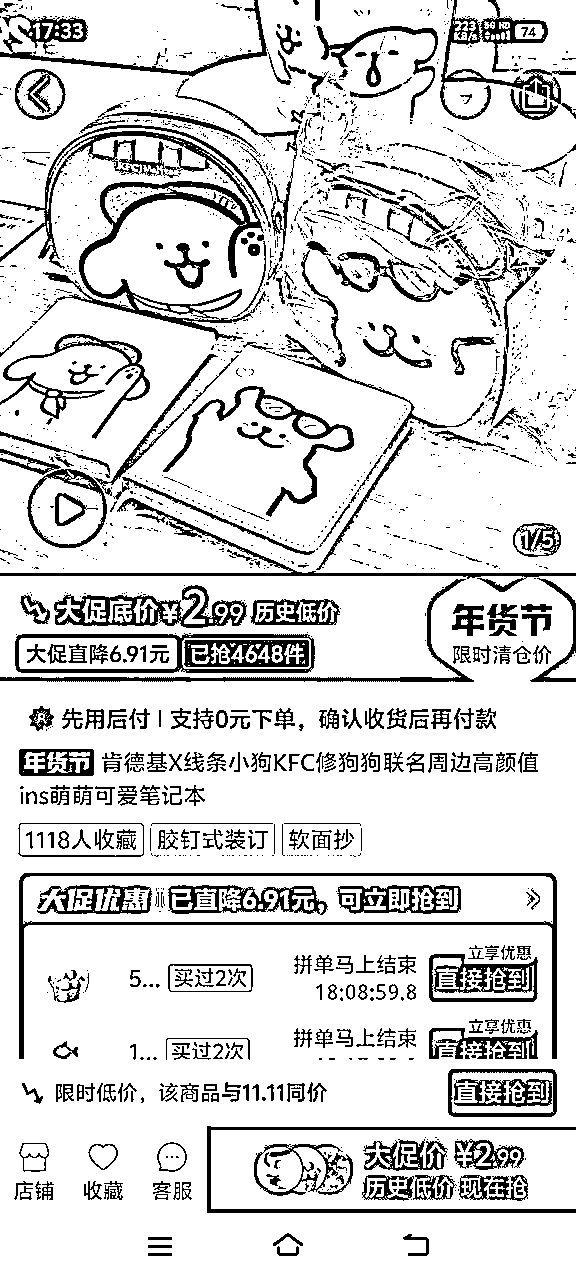 17:33
223
KB/s
5G HD
74
1/5
大促底价¥2.99 历史低价
年货节
大促直降6.91元 已抢4648件
限时清仓价
先用后付 | 支持0元下单，确认收货后再付款
年货节 肯德基X线条小狗KFC修狗狗联名周边高颜值
ins萌萌可爱笔记本
1118人收藏 胶钉式装订 软面抄
大促优惠 已直降6.91元，可立即抢到
立享优惠
5... 买过2次 拼单马上结束 直接抢到
18:08:59.8
立享优惠
1... 买过2次 拼单马上结束 直接抢到
限时低价，该商品与11.11同价 直接抢到
大促价 ¥2.99
店铺 收藏 客服 历史低价 现在抢